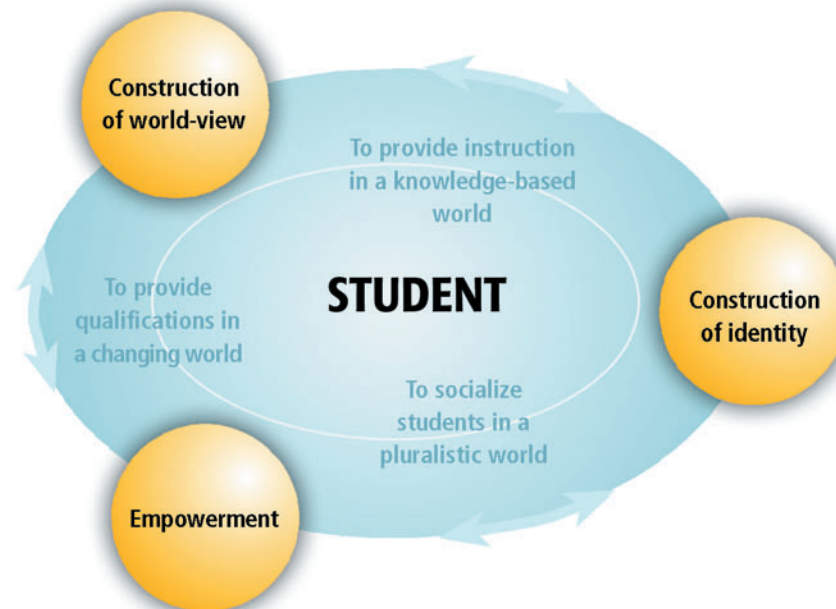 Construction
of world-view
To provide instruction
in a knowledge-based
world
STUDENT
To provide
qualifications in
a changing world
Construction
of identity
To socialize
students in a
pluralistic world
Empowerment